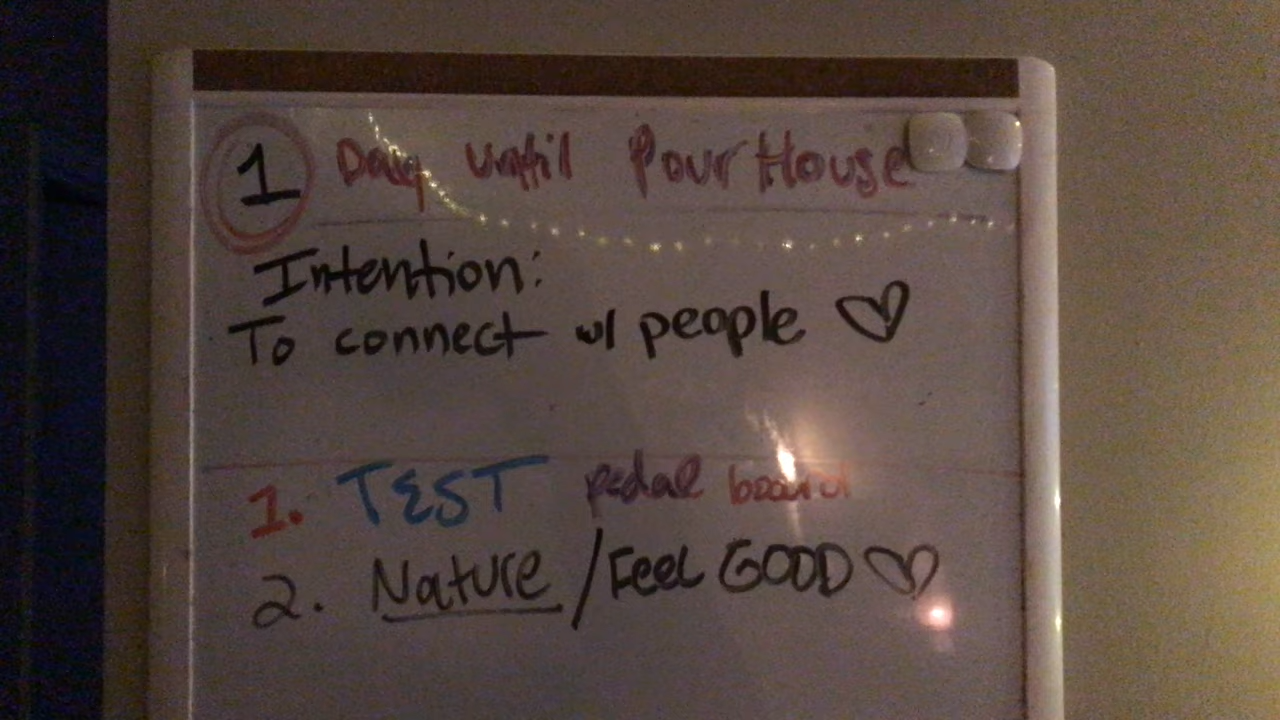 1 Day until Pour House
Intention:
To connect w/ people ♡
1. TEST pedal board
2. Nature / Feel GOOD ♡